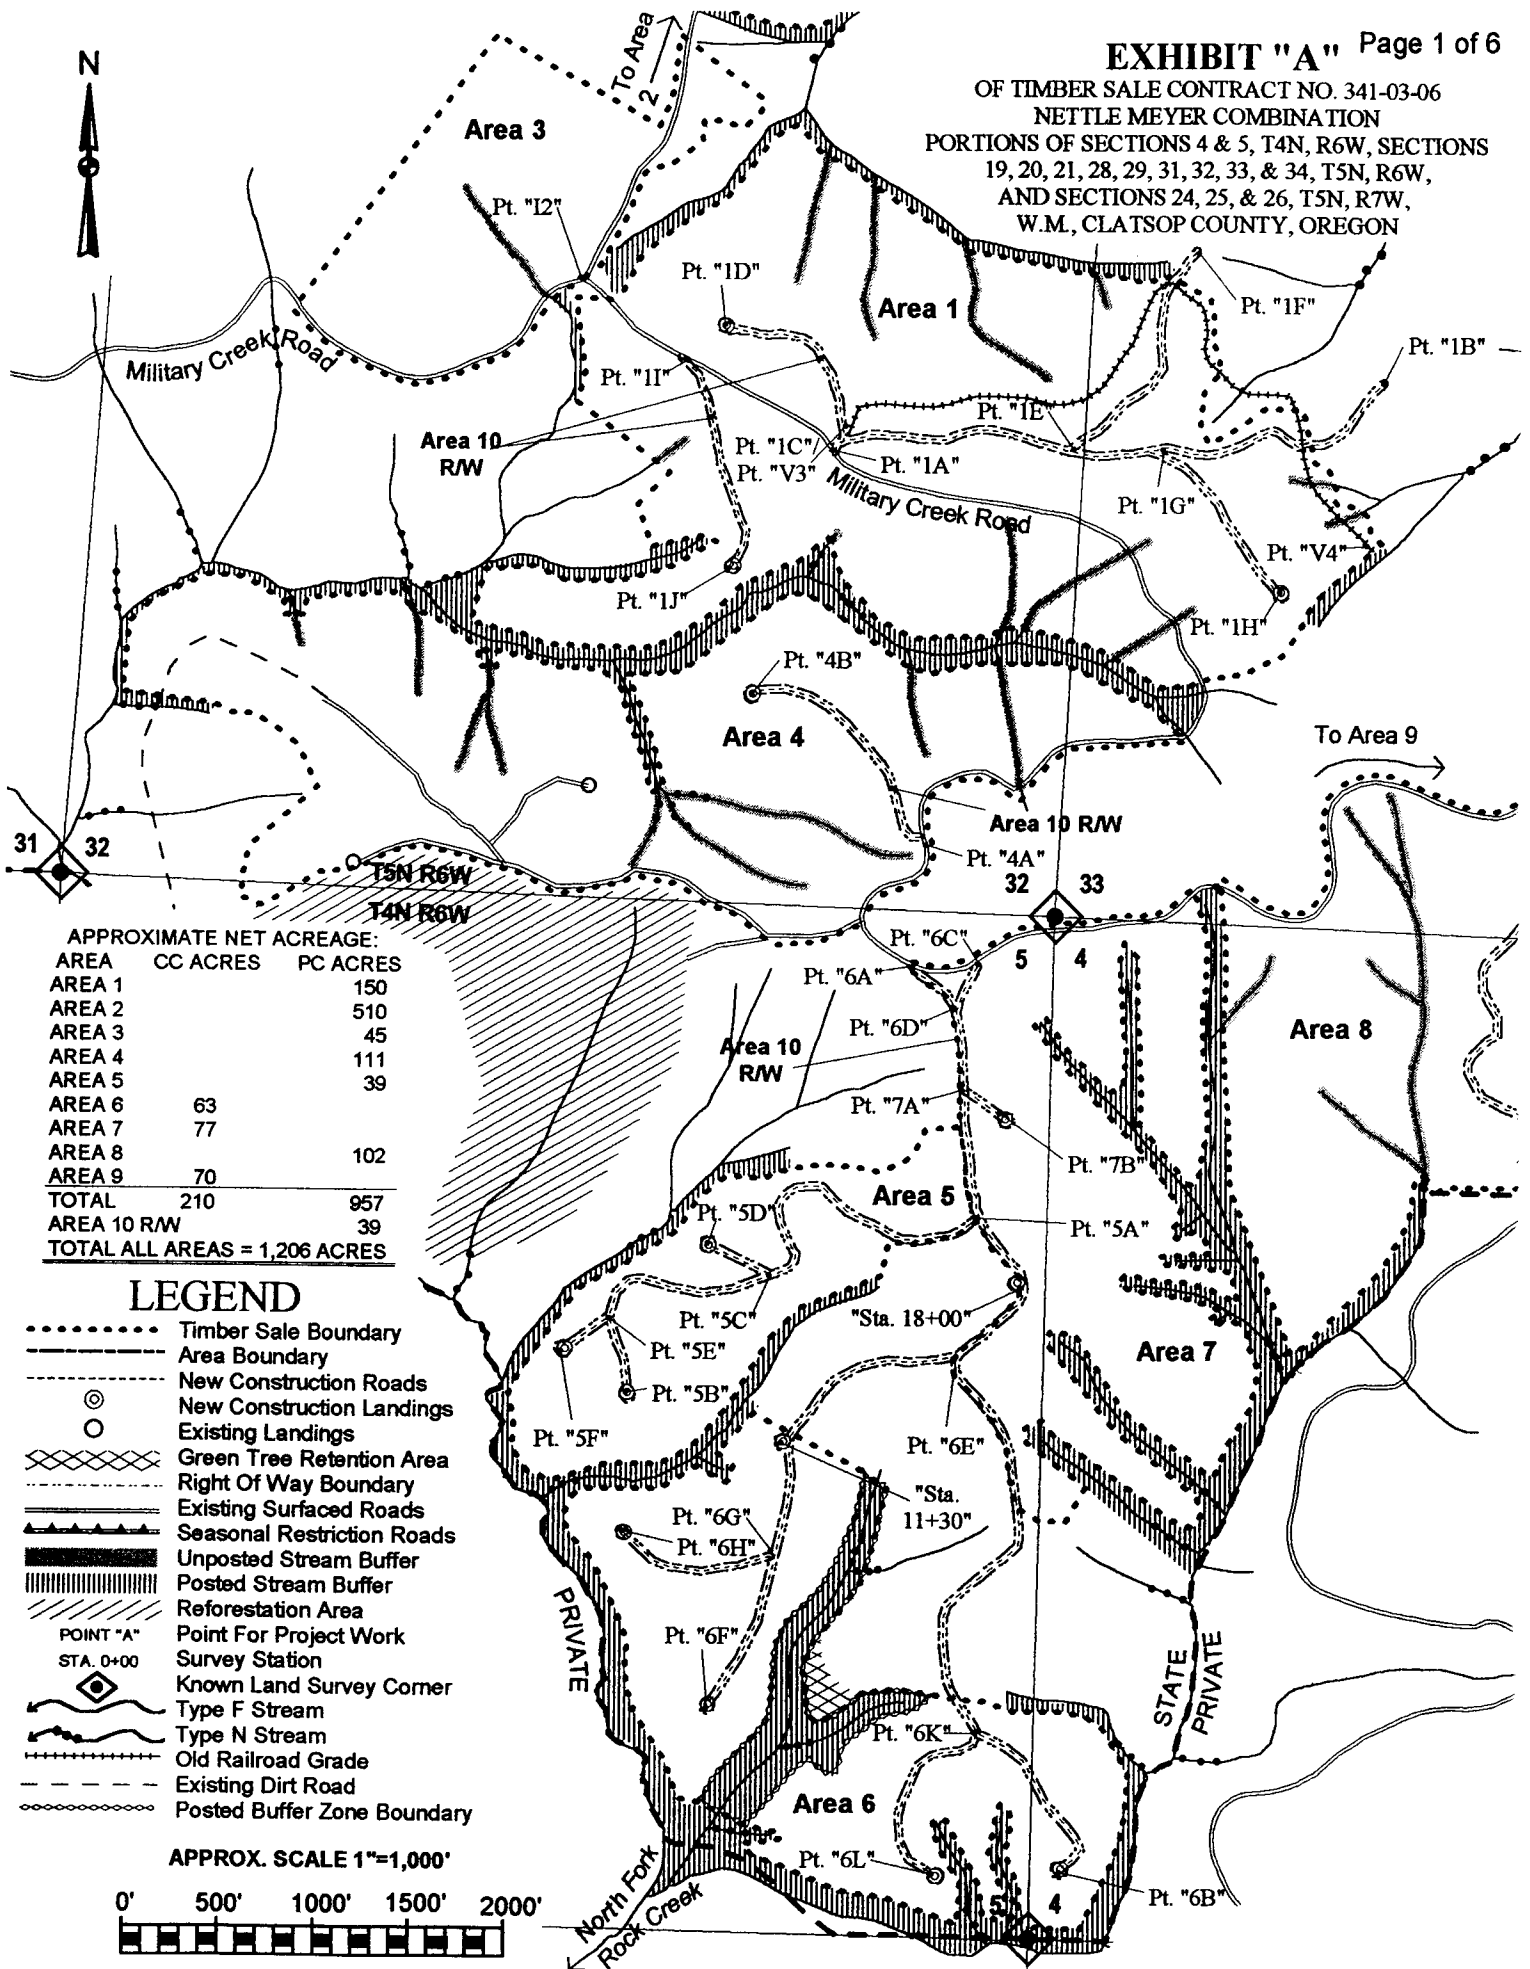 EXHIBIT "A" Page 1 of 6
OF TIMBER SALE CONTRACT NO. 341-03-06
NETTLE MEYER COMBINATION
PORTIONS OF SECTIONS 4 & 5, T4N, R6W, SECTIONS
19, 20, 21, 28, 29, 31, 32, 33, & 34, T5N, R6W,
AND SECTIONS 24, 25, & 26, T5N, R7W,
W.M., CLATSOP COUNTY, OREGON
N
To Area
2
Area 3
Pt. "I2"
Pt. "1D"
Area 1
Pt. "1F"
Military Creek Road
Pt. "1I"
Pt. "1B"
Pt. "1E"
Area 10
R/W
Pt. "1C"/
Pt. "V3"
Pt. "1A"
Military Creek Road
Pt. "1G"
Pt. "V4"
Pt. "1J"
Pt. "1H"
Pt. "4B"
Area 4
To Area 9
Area 10 R/W
Pt. "4A"
31 32
T5N R6W
T4N R6W
32 33
5 4
Pt. "6C"
Pt. "6A"
Pt. "6D"
Area 8
Area 10
R/W
Pt. "7A"
Pt. "7B"
Area 5
Pt. "5D"
Pt. "5A"
Pt. "5C"
"Sta. 18+00"
Pt. "5E"
Area 7
Pt. "5B"
Pt. "5F"
Pt. "6E"
"Sta.
11+30"
Pt. "6G"
Pt. "6H"
PRIVATE
Pt. "6F"
STATE
PRIVATE
Pt. "6K"
Area 6
Pt. "6L"
Pt. "6B"
5 4
North Fork
Rock Creek
APPROXIMATE NET ACREAGE:
AREA CC ACRES PC ACRES
AREA 1 150
AREA 2 510
AREA 3 45
AREA 4 111
AREA 5 39
AREA 6 63
AREA 7 77
AREA 8 102
AREA 9 70
TOTAL 210 957
AREA 10 R/W 39
TOTAL ALL AREAS = 1,206 ACRES
LEGEND
Timber Sale Boundary
Area Boundary
New Construction Roads
New Construction Landings
Existing Landings
Green Tree Retention Area
Right Of Way Boundary
Existing Surfaced Roads
Seasonal Restriction Roads
Unposted Stream Buffer
Posted Stream Buffer
Reforestation Area
POINT "A" Point For Project Work
STA. 0+00 Survey Station
Known Land Survey Corner
Type F Stream
Type N Stream
Old Railroad Grade
Existing Dirt Road
Posted Buffer Zone Boundary
APPROX. SCALE 1"=1,000'
0' 500' 1000' 1500' 2000'